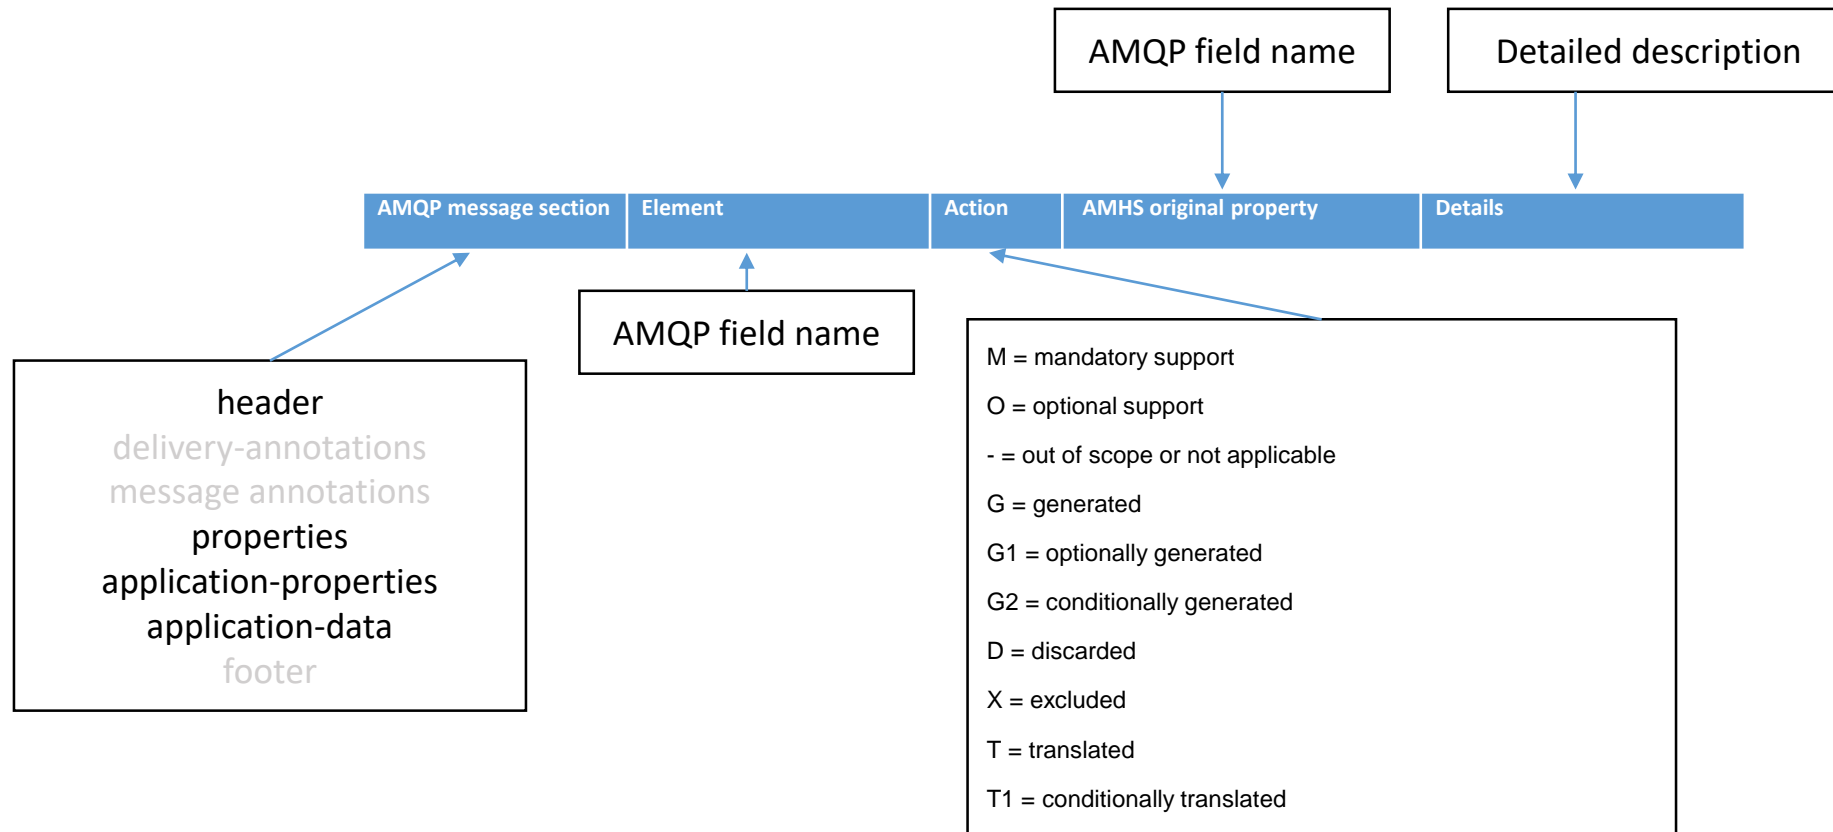 AMQP field name
Detailed description
AMQP message section
Element
Action
AMHS original property
Details
AMQP field name
header
delivery-annotations
message annotations
properties
application-properties
application-data
footer
M = mandatory support
O = optional support
- = out of scope or not applicable
G = generated
G1 = optionally generated
G2 = conditionally generated
D = discarded
X = excluded
T = translated
T1 = conditionally translated